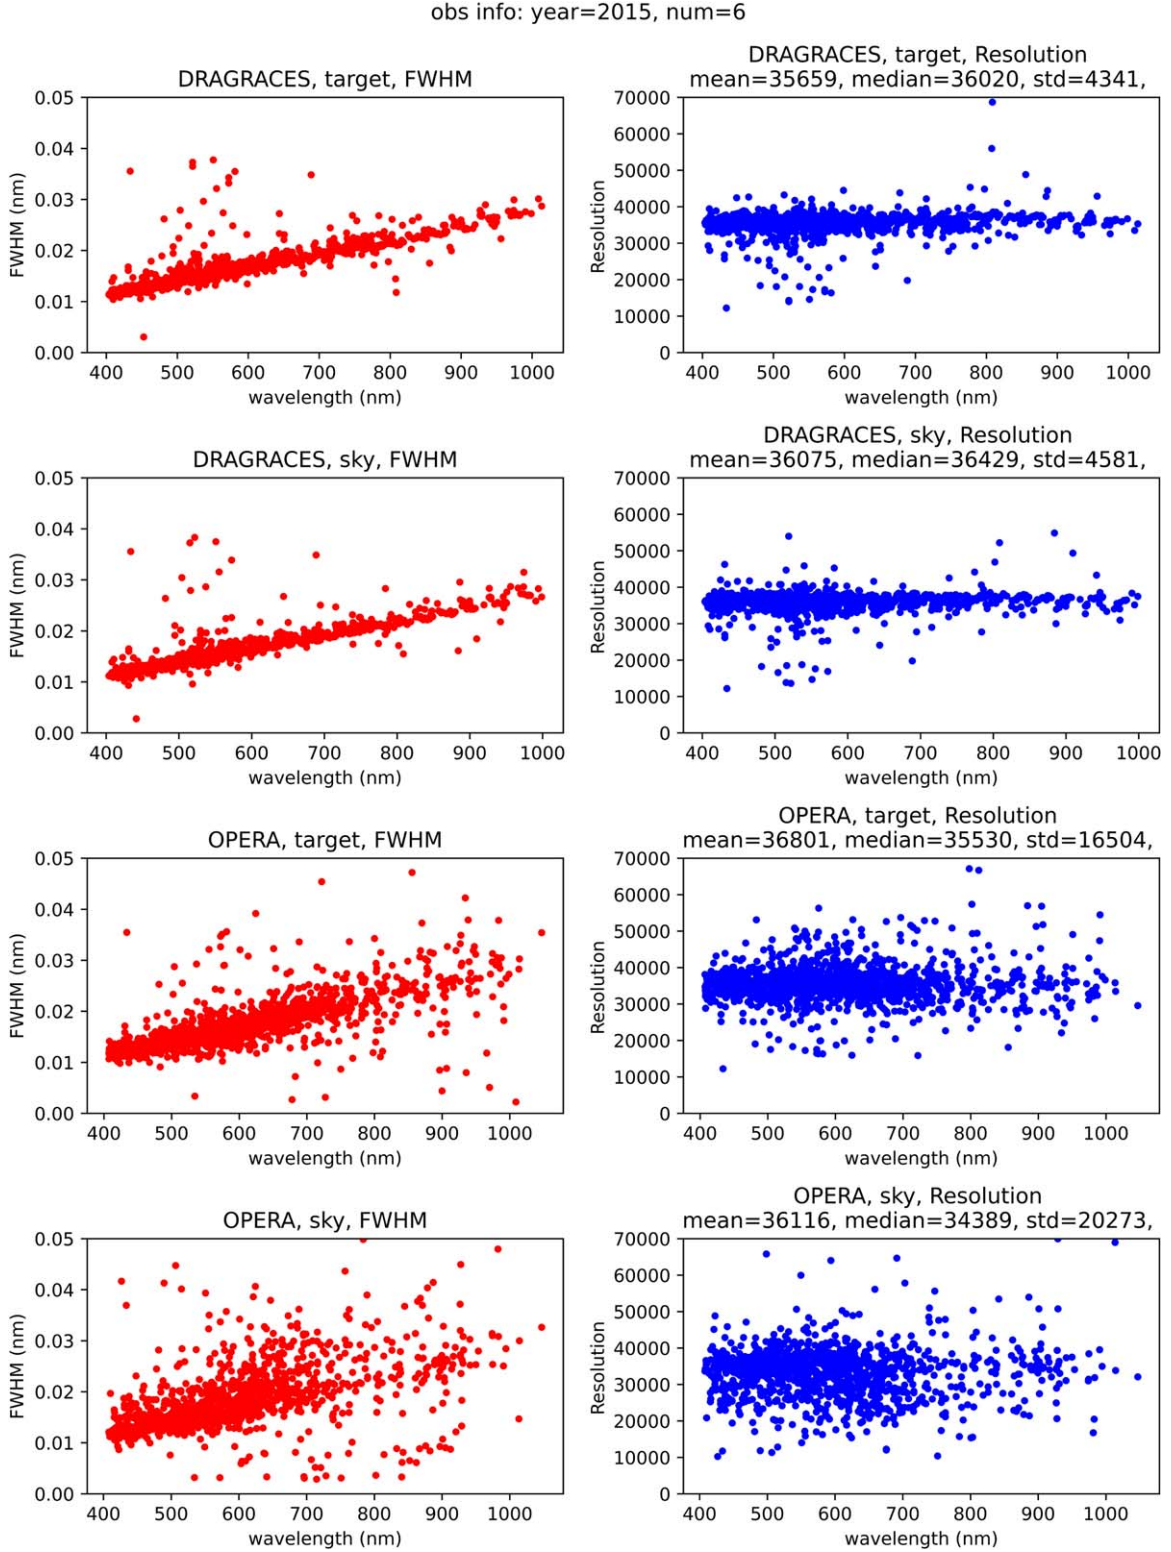 obs info: year=2015, num=6
DRAGRACES, target, FWHM
0.05
0.04
0.03
0.02
0.01
0.00
FWHM (nm)
400 500 600 700 800 900 1000
wavelength (nm)
DRAGRACES, target, Resolution
mean=35659, median=36020, std=4341,
70000
60000
50000
40000
30000
20000
10000
0
Resolution
400 500 600 700 800 900 1000
wavelength (nm)
DRAGRACES, sky, FWHM
0.05
0.04
0.03
0.02
0.01
0.00
FWHM (nm)
400 500 600 700 800 900 1000
wavelength (nm)
DRAGRACES, sky, Resolution
mean=36075, median=36429, std=4581,
70000
60000
50000
40000
30000
20000
10000
0
Resolution
400 500 600 700 800 900 1000
wavelength (nm)
OPERA, target, FWHM
0.05
0.04
0.03
0.02
0.01
0.00
FWHM (nm)
400 500 600 700 800 900 1000
wavelength (nm)
OPERA, target, Resolution
mean=36801, median=35530, std=16504,
70000
60000
50000
40000
30000
20000
10000
0
Resolution
400 500 600 700 800 900 1000
wavelength (nm)
OPERA, sky, FWHM
0.05
0.04
0.03
0.02
0.01
0.00
FWHM (nm)
400 500 600 700 800 900 1000
wavelength (nm)
OPERA, sky, Resolution
mean=36116, median=34389, std=20273,
70000
60000
50000
40000
30000
20000
10000
0
Resolution
400 500 600 700 800 900 1000
wavelength (nm)